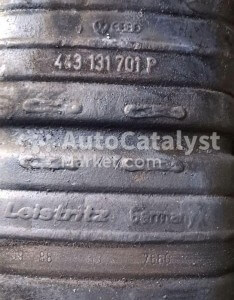 443 131 701 P
AutoCatalyst
Market.com
Leistritz Germany